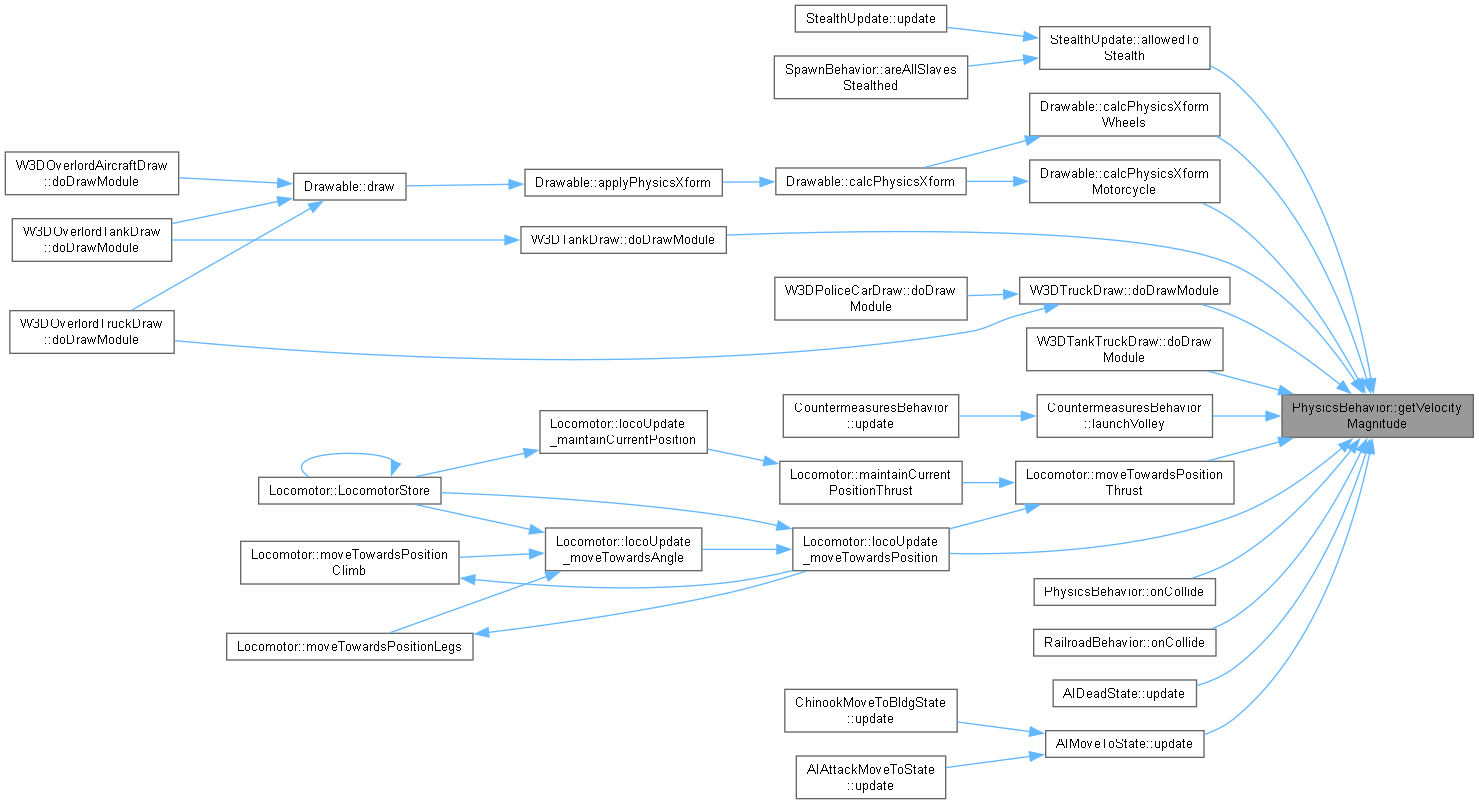 StealthUpdate::update
StealthUpdate::allowedTo
Stealth
SpawnBehavior::areAllSlaves
Stealthed
Drawable::calcPhysicsXform
Wheels
W3DOverlordAircraftDraw
::doDrawModule
Drawable::draw
Drawable::applyPhysicsXform
Drawable::calcPhysicsXform
Drawable::calcPhysicsXform
Motorcycle
W3DOverlordTankDraw
::doDrawModule
W3DTankDraw::doDrawModule
W3DPoliceCarDraw::doDraw
Module
W3DTruckDraw::doDrawModule
W3DOverlordTruckDraw
::doDrawModule
W3DTankTruckDraw::doDraw
Module
PhysicsBehavior::getVelocity
Magnitude
CountermeasuresBehavior
::update
CountermeasuresBehavior
::launchVolley
Locomotor::locoUpdate
_maintainCurrentPosition
Locomotor::LocomotorStore
Locomotor::maintainCurrent
PositionThrust
Locomotor::moveTowardsPosition
Thrust
Locomotor::moveTowardsPosition
Climb
Locomotor::locoUpdate
_moveTowardsAngle
Locomotor::locoUpdate
_moveTowardsPosition
PhysicsBehavior::onCollide
Locomotor::moveTowardsPositionLegs
RailroadBehavior::onCollide
AIDeadState::update
ChinookMoveToBldgState
::update
AIMoveToState::update
AIAttackMoveToState
::update